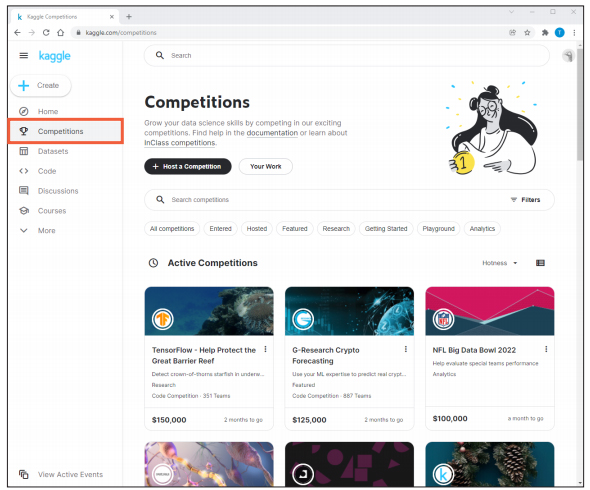 Kaggle Competitions
kaggle.com/competitions
kaggle
Search
Create
Home
Competitions
Datasets
Code
Discussions
Courses
More
View Active Events
Competitions
Grow your data science skills by competing in our exciting
competitions. Find help in the documentation or learn about
InClass competitions.
+ Host a Competition
Your Work
1
Search competitions
Filters
All competitions
Entered
Hosted
Featured
Research
Getting Started
Playground
Analytics
Active Competitions
Hotness
TensorFlow - Help Protect the
Great Barrier Reef
Detect crown-of-thorns starfish in underw...
Research
Code Competition · 351 Teams
$150,000
2 months to go
G-Research Crypto
Forecasting
Use your ML expertise to predict real crypt...
Featured
Code Competition · 887 Teams
$125,000
2 months to go
NFL
NFL Big Data Bowl 2022
Help evaluate special teams performance
Analytics
$100,000
a month to go
k